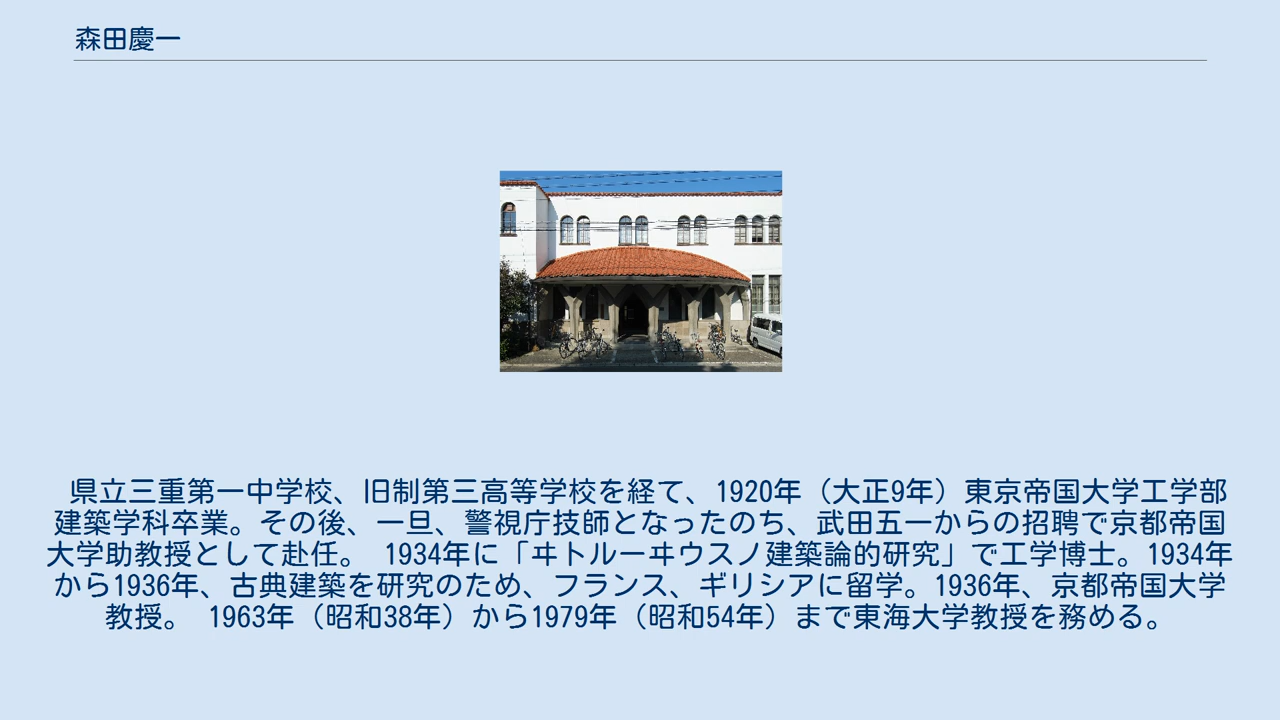 森田慶一
県立三重第一中学校、旧制第三高等学校を経て、1920年（大正9年）東京帝国大学工学部
建築学科卒業。その後、一旦、警視庁技師となったのち、武田五一からの招聘で京都帝国
大学助教授として赴任。 1934年に「ヰトルーヰウスノ建築論的研究」で工学博士。1934年
から1936年、古典建築を研究のため、フランス、ギリシアに留学。1936年、京都帝国大学
教授。 1963年（昭和38年）から1979年（昭和54年）まで東海大学教授を務める。